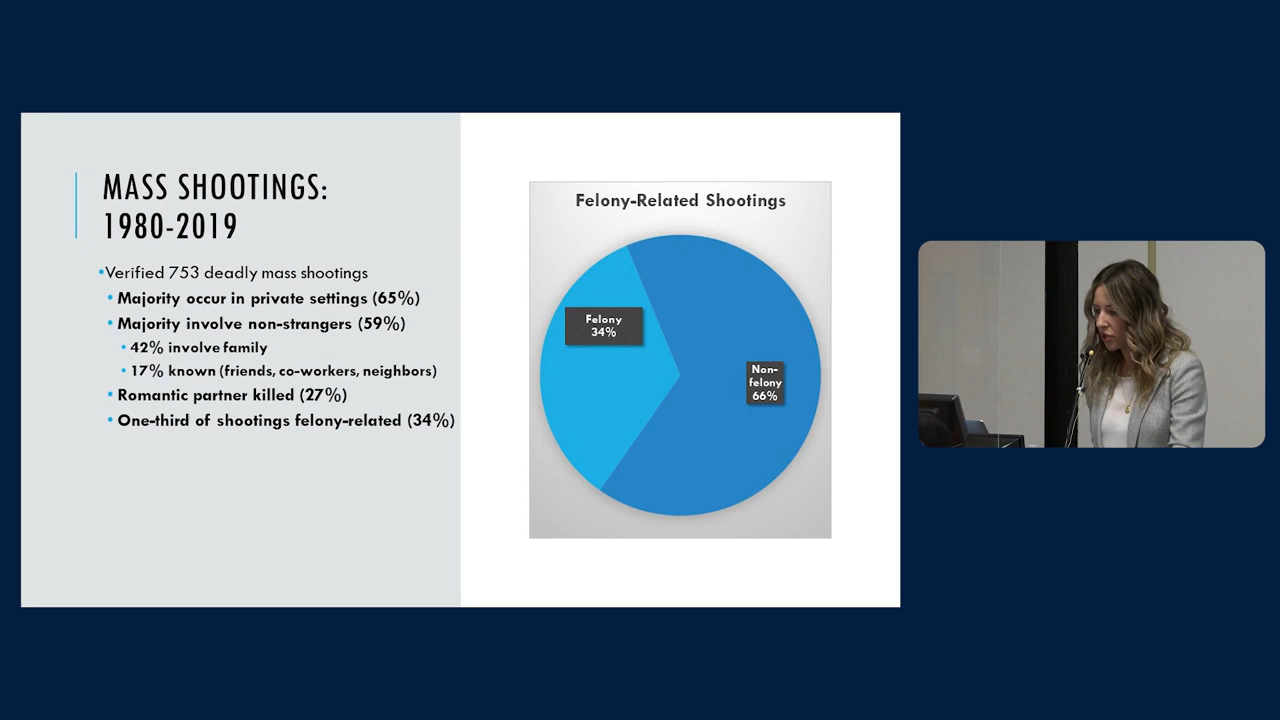 MASS SHOOTINGS:
1980-2019
•Verified 753 deadly mass shootings
•Majority occur in private settings (65%)
•Majority involve non-strangers (59%)
•42% involve family
•17% known (friends, co-workers, neighbors)
•Romantic partner killed (27%)
•One-third of shootings felony-related (34%)
Felony-Related Shootings
Felony
34%
Non-
felony
66%